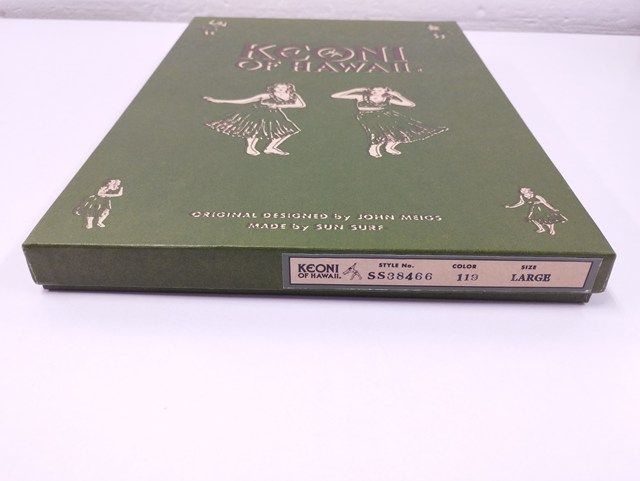 KEONI
OF HAWAII.
ORIGINAL DESIGNED by JOHN MEIGS
MADE by SUN SURF
KEONI
OF HAWAII.
STYLE No.
SS38466
COLOR
119
SIZE
LARGE